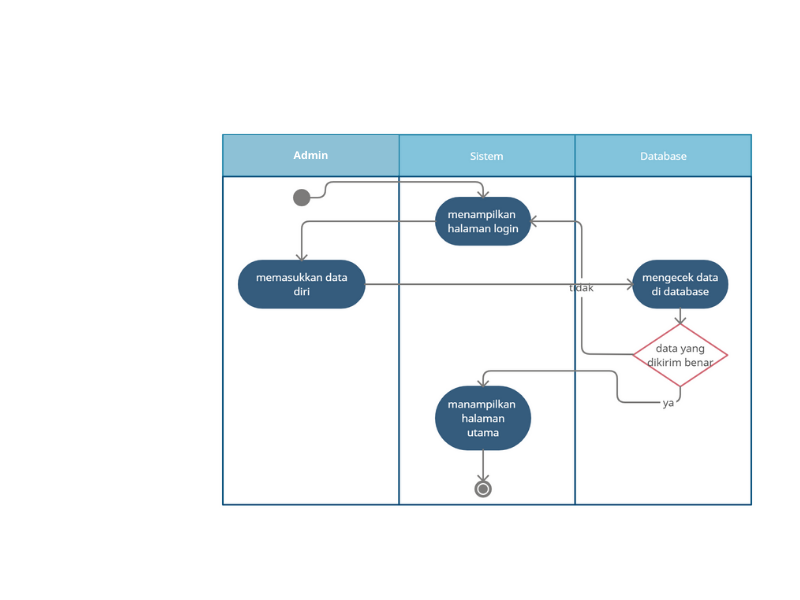 Admin
Sistem
Database
menampilkan
halaman login
memasukkan data
diri
mengecek data
di database
tidak
data yang
dikirim benar
manampilkan
halaman
utama
ya